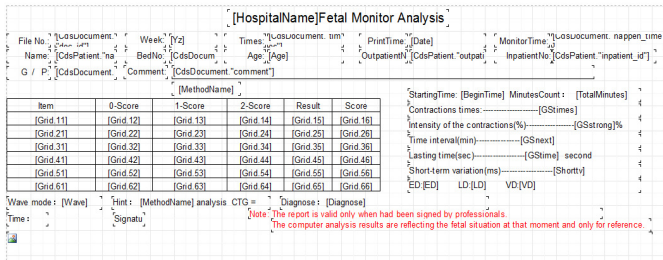 [HospitalName]Fetal Monitor Analysis
File No.: [CdsDocument. Week: [Yz] Times: [CdsDocument." PrintTime: [Date] MonitorTime: [CdsDocument. happen_time
Name: [CdsPatient."na BedNo: [CdsDocum Age: [Age] OutpatientN [CdsPatient."outpati InpatientNo: [CdsPatient."inpatient_id"]
G / P: [CdsDocument. Comment: [CdsDocument."comment"]
[MethodName]
Item 0-Score 1-Score 2-Score Result Score
[Grid.11] [Grid.12] [Grid.13] [Grid.14] [Grid.15] [Grid.16]
[Grid.21] [Grid.22] [Grid.23] [Grid.24] [Grid.25] [Grid.26]
[Grid.31] [Grid.32] [Grid.33] [Grid.34] [Grid.35] [Grid.36]
[Grid.41] [Grid.42] [Grid.43] [Grid.44] [Grid.45] [Grid.46]
[Grid.51] [Grid.52] [Grid.53] [Grid.54] [Grid.55] [Grid.56]
[Grid.61] [Grid.62] [Grid.63] [Grid.64] [Grid.65] [Grid.66]
StartingTime: [BeginTime] MinutesCount: [TotalMinutes]
Contractions times:--------------------[GStimes]
Intensity of the contractions(%)------------------[GSstrong]%
Time interval(min)----------------[GSnext]
Lasting time(sec)------------------[GStime] second
Short-term variation(ms)-------------------[Shorttv]
ED:[ED] LD:[LD] VD:[VD]
Wave mode: [Wave] Hint: [MethodName] analysis CTG = Diagnose: [Diagnose]
Time: Signatu
Note: The report is valid only when had been signed by professionals.
The computer analysis results are reflecting the fetal situation at that moment and only for reference.